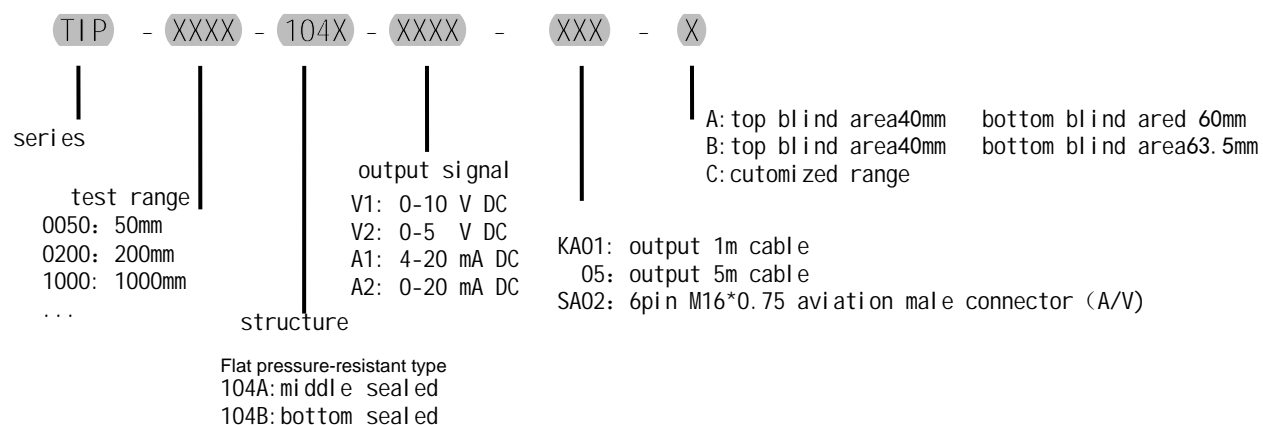 TIP - XXXX - 104X - XXXX - XXX - X
series
test range
0050: 50mm
0200: 200mm
1000: 1000mm
...
structure
Flat pressure-resistant type
104A:middle sealed
104B:bottom sealed
output signal
V1: 0-10 V DC
V2: 0-5 V DC
A1: 4-20 mA DC
A2: 0-20 mA DC
KA01: output 1m cable
05: output 5m cable
SA02: 6pin M16*0.75 aviation male connector (A/V)
A:top blind area40mm bottom blind ared 60mm
B:top blind area40mm bottom blind area63.5mm
C:cutomized range